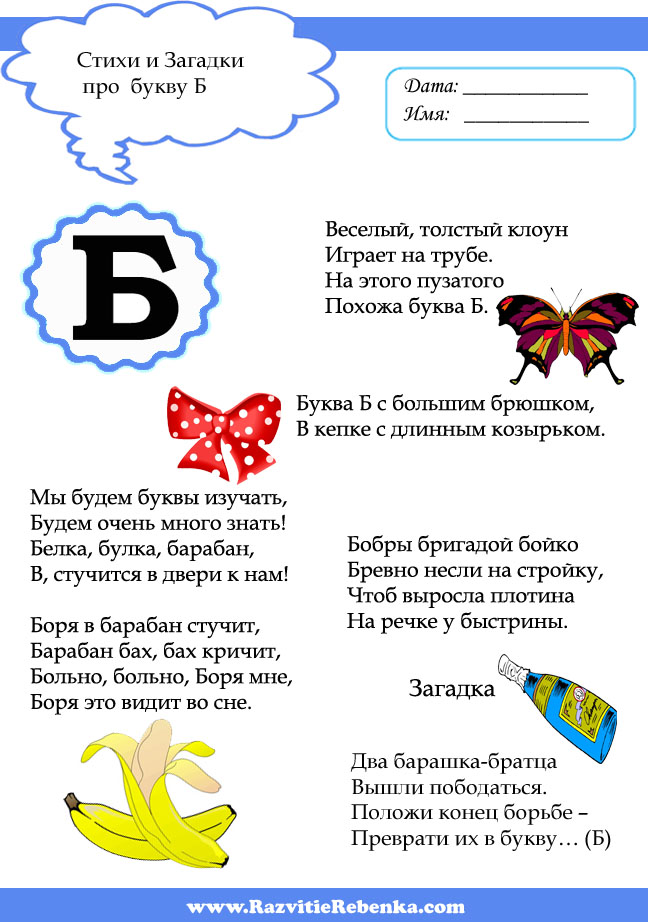 Стихи и Загадки
про букву Б
Дата: ____________
Имя: ____________
Б
Веселый, толстый клоун
Играет на трубе.
На этого пузатого
Похожа буква Б.
Буква Б с большим брюшком,
В кепке с длинным козырьком.
Мы будем буквы изучать,
Будем очень много знать!
Белка, булка, барабан,
В, стучится в двери к нам!
Боря в барабан стучит,
Барабан бах, бах кричит,
Больно, больно, Боря мне,
Боря это видит во сне.
Бобры бригадой бойко
Бревно несли на стройку,
Чтоб выросла плотина
На речке у быстрины.
Загадка
Два барашка-братца
Вышли пободаться.
Положи конец борьбе –
Преврати их в букву… (Б)
www.RazvitieRebenka.com